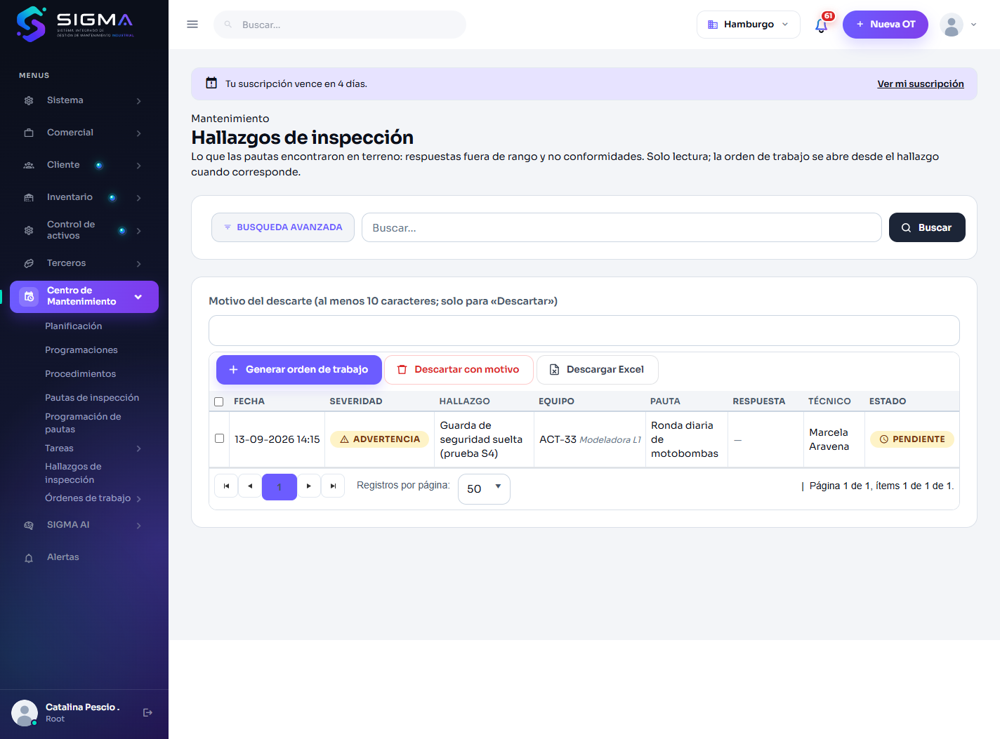 SIGMA
SISTEMA INTEGRADO DE
GESTIÓN DE MANTENIMIENTO INDUSTRIAL
Buscar...
Hamburgo
61
+ Nueva OT
MENUS
Sistema
Comercial
Cliente
Inventario
Control de
activos
Terceros
Centro de
Mantenimiento
Planificación
Programaciones
Procedimientos
Pautas de inspección
Programación de
pautas
Tareas
Hallazgos de
inspección
Órdenes de trabajo
SIGMA AI
Alertas
Catalina Pescio .
Root
Tu suscripción vence en 4 días.
Ver mi suscripción
Mantenimiento
Hallazgos de inspección
Lo que las pautas encontraron en terreno: respuestas fuera de rango y no conformidades. Solo lectura; la orden de trabajo se abre desde el hallazgo
cuando corresponde.
BUSQUEDA AVANZADA
Buscar...
Buscar
Motivo del descarte (al menos 10 caracteres; solo para «Descartar»)
+ Generar orden de trabajo
Descartar con motivo
Descargar Excel
FECHA SEVERIDAD HALLAZGO EQUIPO PAUTA RESPUESTA TÉCNICO ESTADO
13-09-2026 14:15
ADVERTENCIA
Guarda de
seguridad suelta
(prueba S4)
ACT-33 Modeladora L1
Ronda diaria
de
motobombas
—
Marcela
Aravena
PENDIENTE
1
Registros por página:
50
| Página 1 de 1, ítems 1 de 1 de 1.